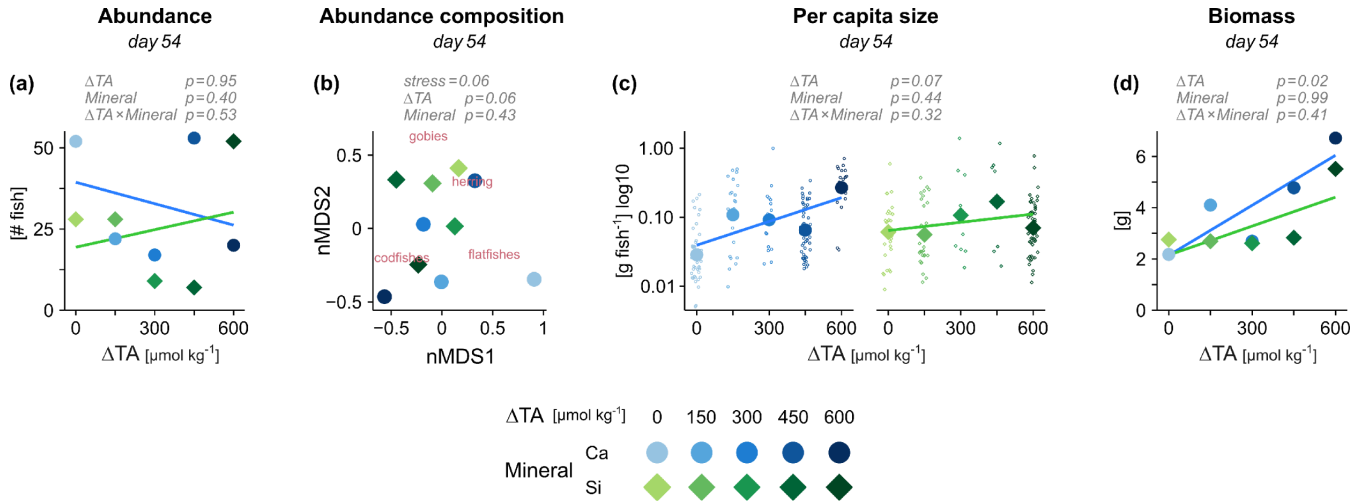 Abundance
day 54
(a)
ΔTA p=0.95
Mineral p=0.40
ΔTA×Mineral p=0.53
[# fish]
50
25
0
0 300 600
ΔTA [µmol kg⁻¹]
Abundance composition
day 54
(b)
stress=0.06
ΔTA p=0.06
Mineral p=0.43
gobies
herring
codfishes
flatfishes
nMDS2
0.5
0
−0.5
−0.5 0 0.5 1
nMDS1
Per capita size
day 54
(c)
ΔTA p=0.07
Mineral p=0.44
ΔTA×Mineral p=0.32
[g fish⁻¹] log10
1.00
0.10
0.01
0 300 600 0 300 600
ΔTA [µmol kg⁻¹]
Biomass
day 54
(d)
ΔTA p=0.02
Mineral p=0.99
ΔTA×Mineral p=0.41
[g]
6
4
2
0
0 300 600
ΔTA [µmol kg⁻¹]
ΔTA [µmol kg⁻¹] 0 150 300 450 600
Mineral
Ca
Si